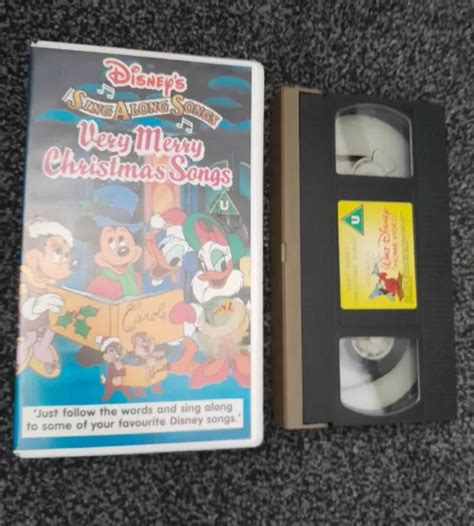 DISNEY'S
SING ALONG SONGS
Very Merry
Christmas Songs
U
Carols
'Just follow the words and sing along
to some of your favourite Disney songs.'
U
WALT DISNEY
HOME VIDEO